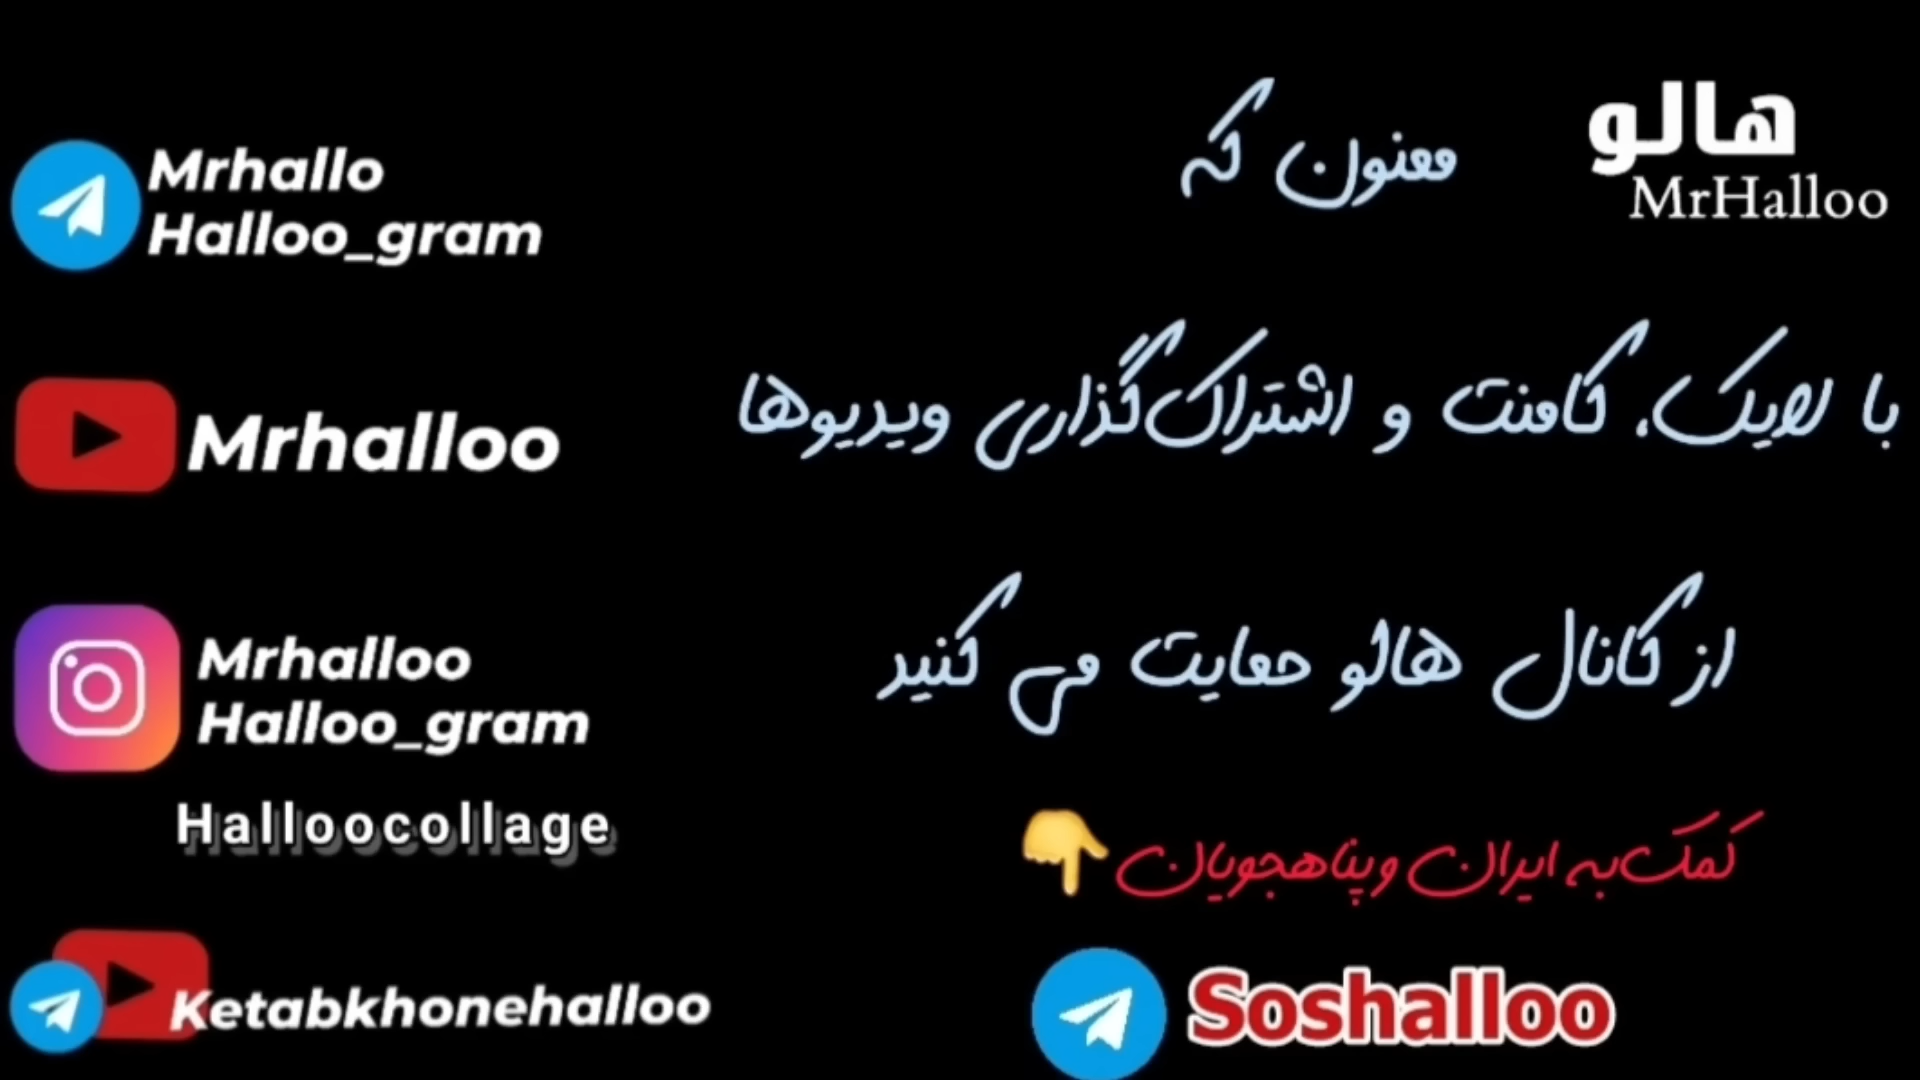 هالو
MrHalloo
ممنون که
با لایک، کامنت و اشتراک‌گذاری ویدیوها
از کانال هالو حمایت می کنید
کمک به ایران و پناهجویان👇
Soshalloo
Mrhallo
Halloo_gram
Mrhalloo
Mrhalloo
Halloo_gram
Halloocollage
Ketabkhonehalloo